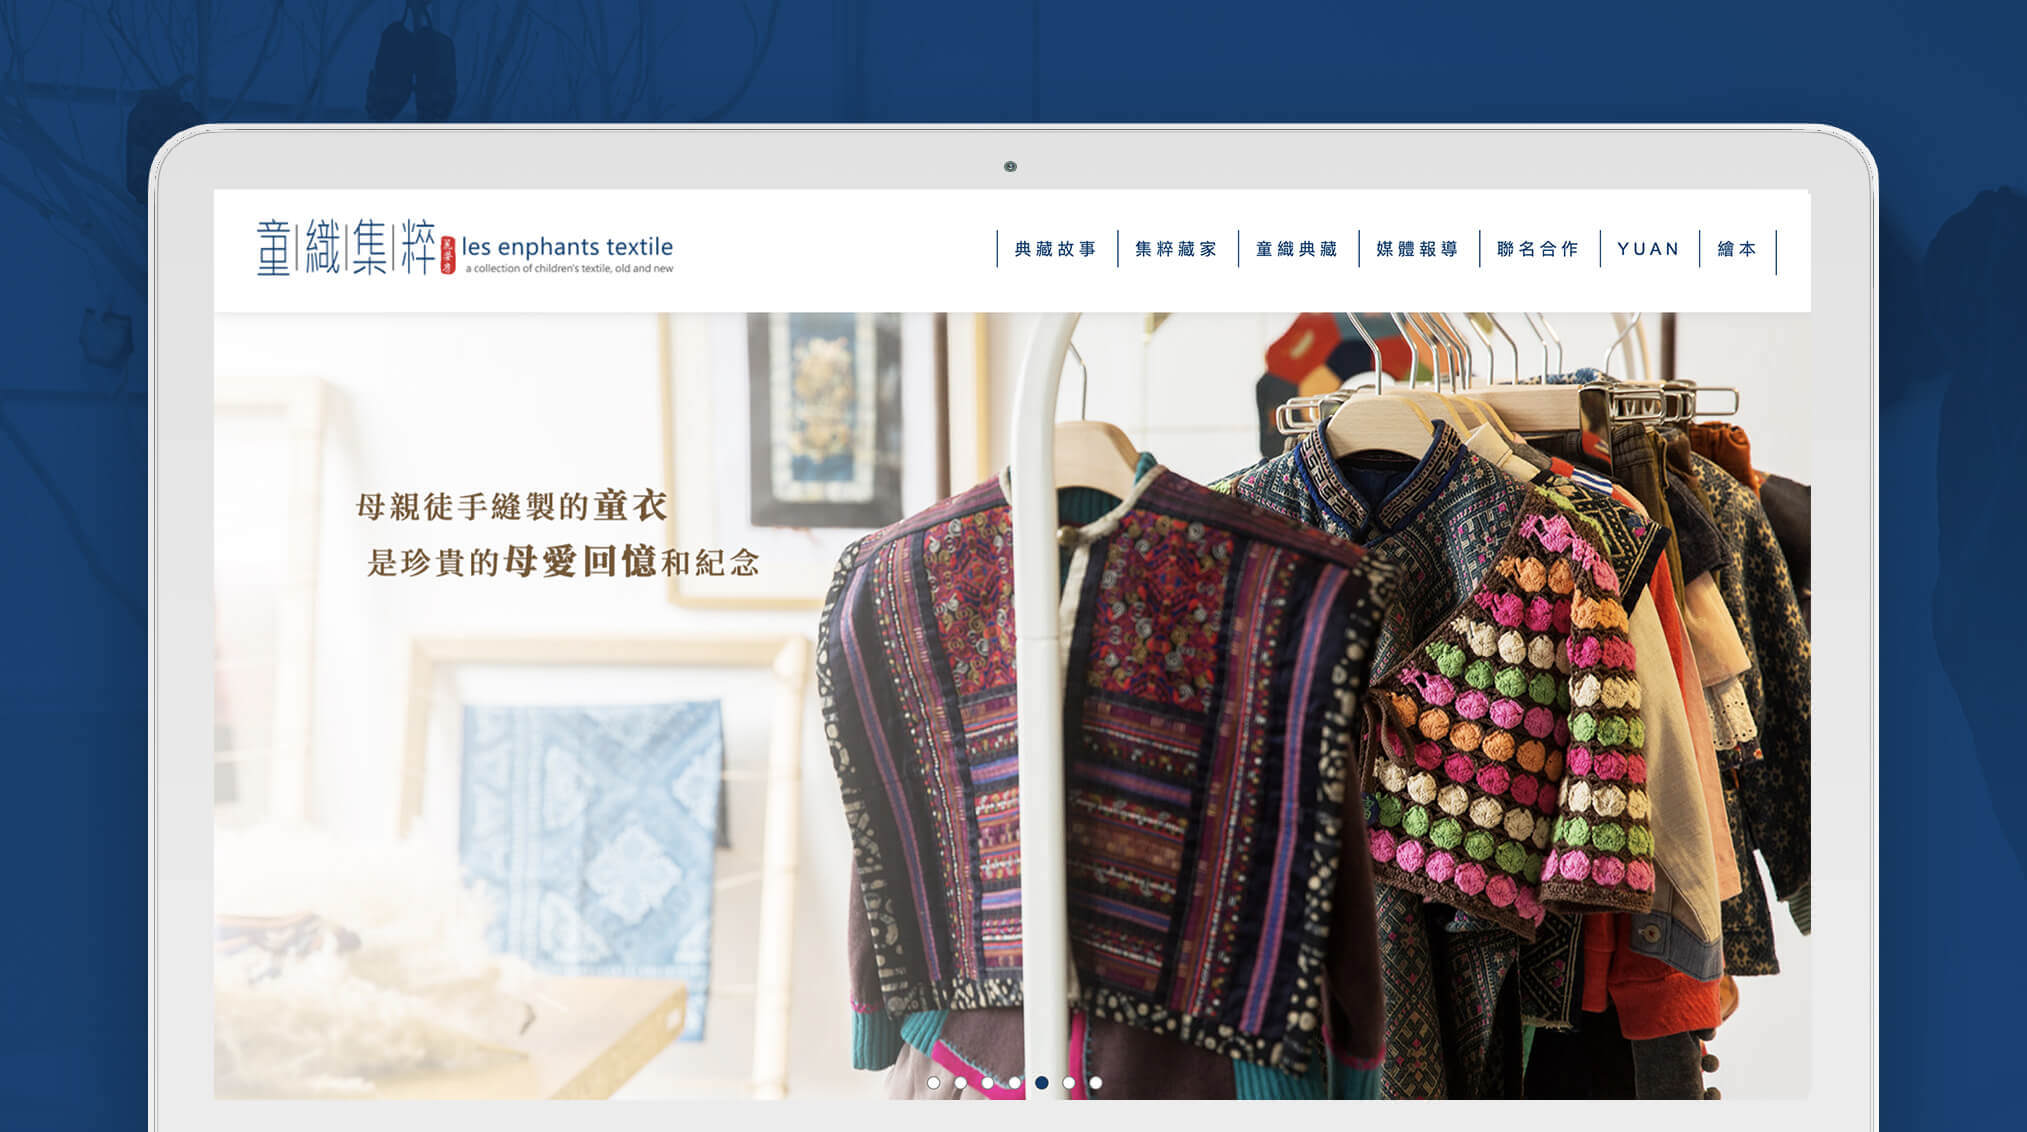 童織集粹
les enphants textile
a collection of children's textile, old and new
典藏故事
集粹藏家
童織典藏
媒體報導
聯名合作
YUAN
繪本
母親徒手縫製的童衣
是珍貴的母愛回憶和紀念